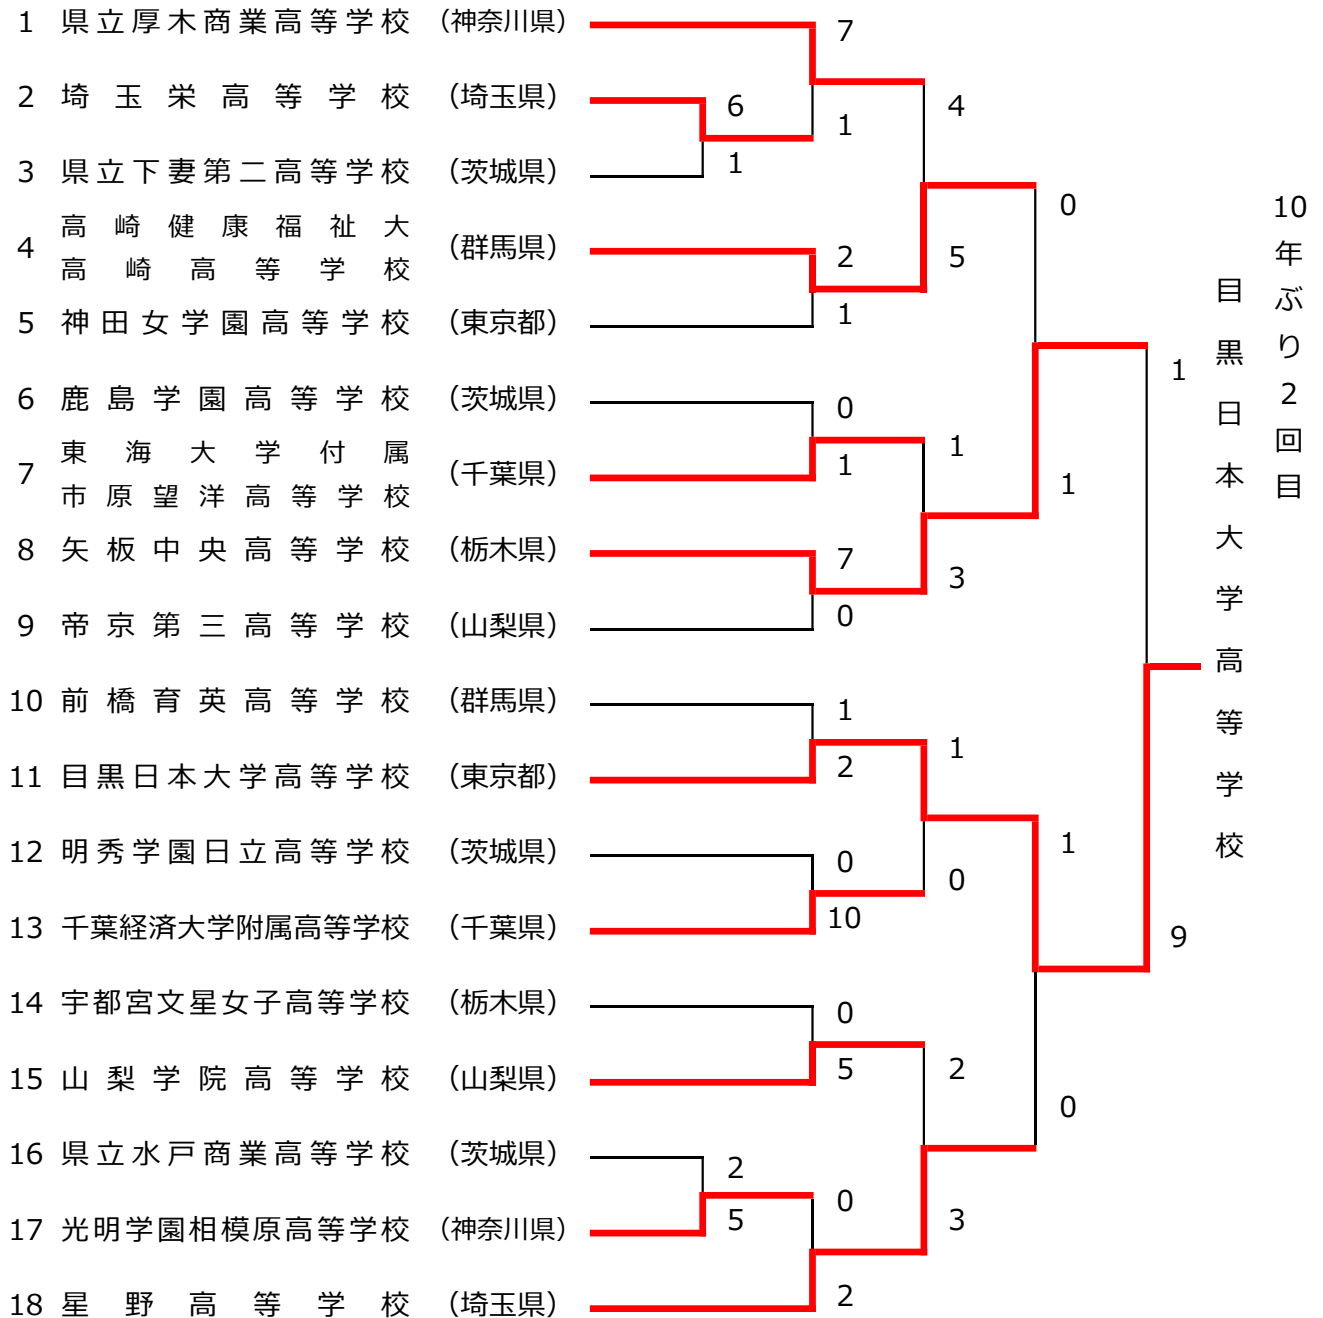 1 県立厚木商業高等学校 （神奈川県） 7
2 埼玉栄高等学校 （埼玉県） 6
1
4
3 県立下妻第二高等学校 （茨城県） 1
0
4 高崎健康福祉大
高崎高等学校 （群馬県） 2
5
5 神田女学園高等学校 （東京都） 1
6 鹿島学園高等学校 （茨城県） 0
1
7 東海大学付属
市原望洋高等学校 （千葉県） 1
1
1
8 矢板中央高等学校 （栃木県） 7
3
9 帝京第三高等学校 （山梨県） 0
10 前橋育英高等学校 （群馬県） 1
1
11 目黒日本大学高等学校 （東京都） 2
12 明秀学園日立高等学校 （茨城県） 0
1
0
13 千葉経済大学附属高等学校 （千葉県） 10
9
14 宇都宮文星女子高等学校 （栃木県） 0
15 山梨学院高等学校 （山梨県） 5
2
0
16 県立水戸商業高等学校 （茨城県） 2
0
17 光明学園相模原高等学校 （神奈川県） 5
3
18 星野高等学校 （埼玉県） 2
10年ぶり2回目
目黒日本大学高等学校